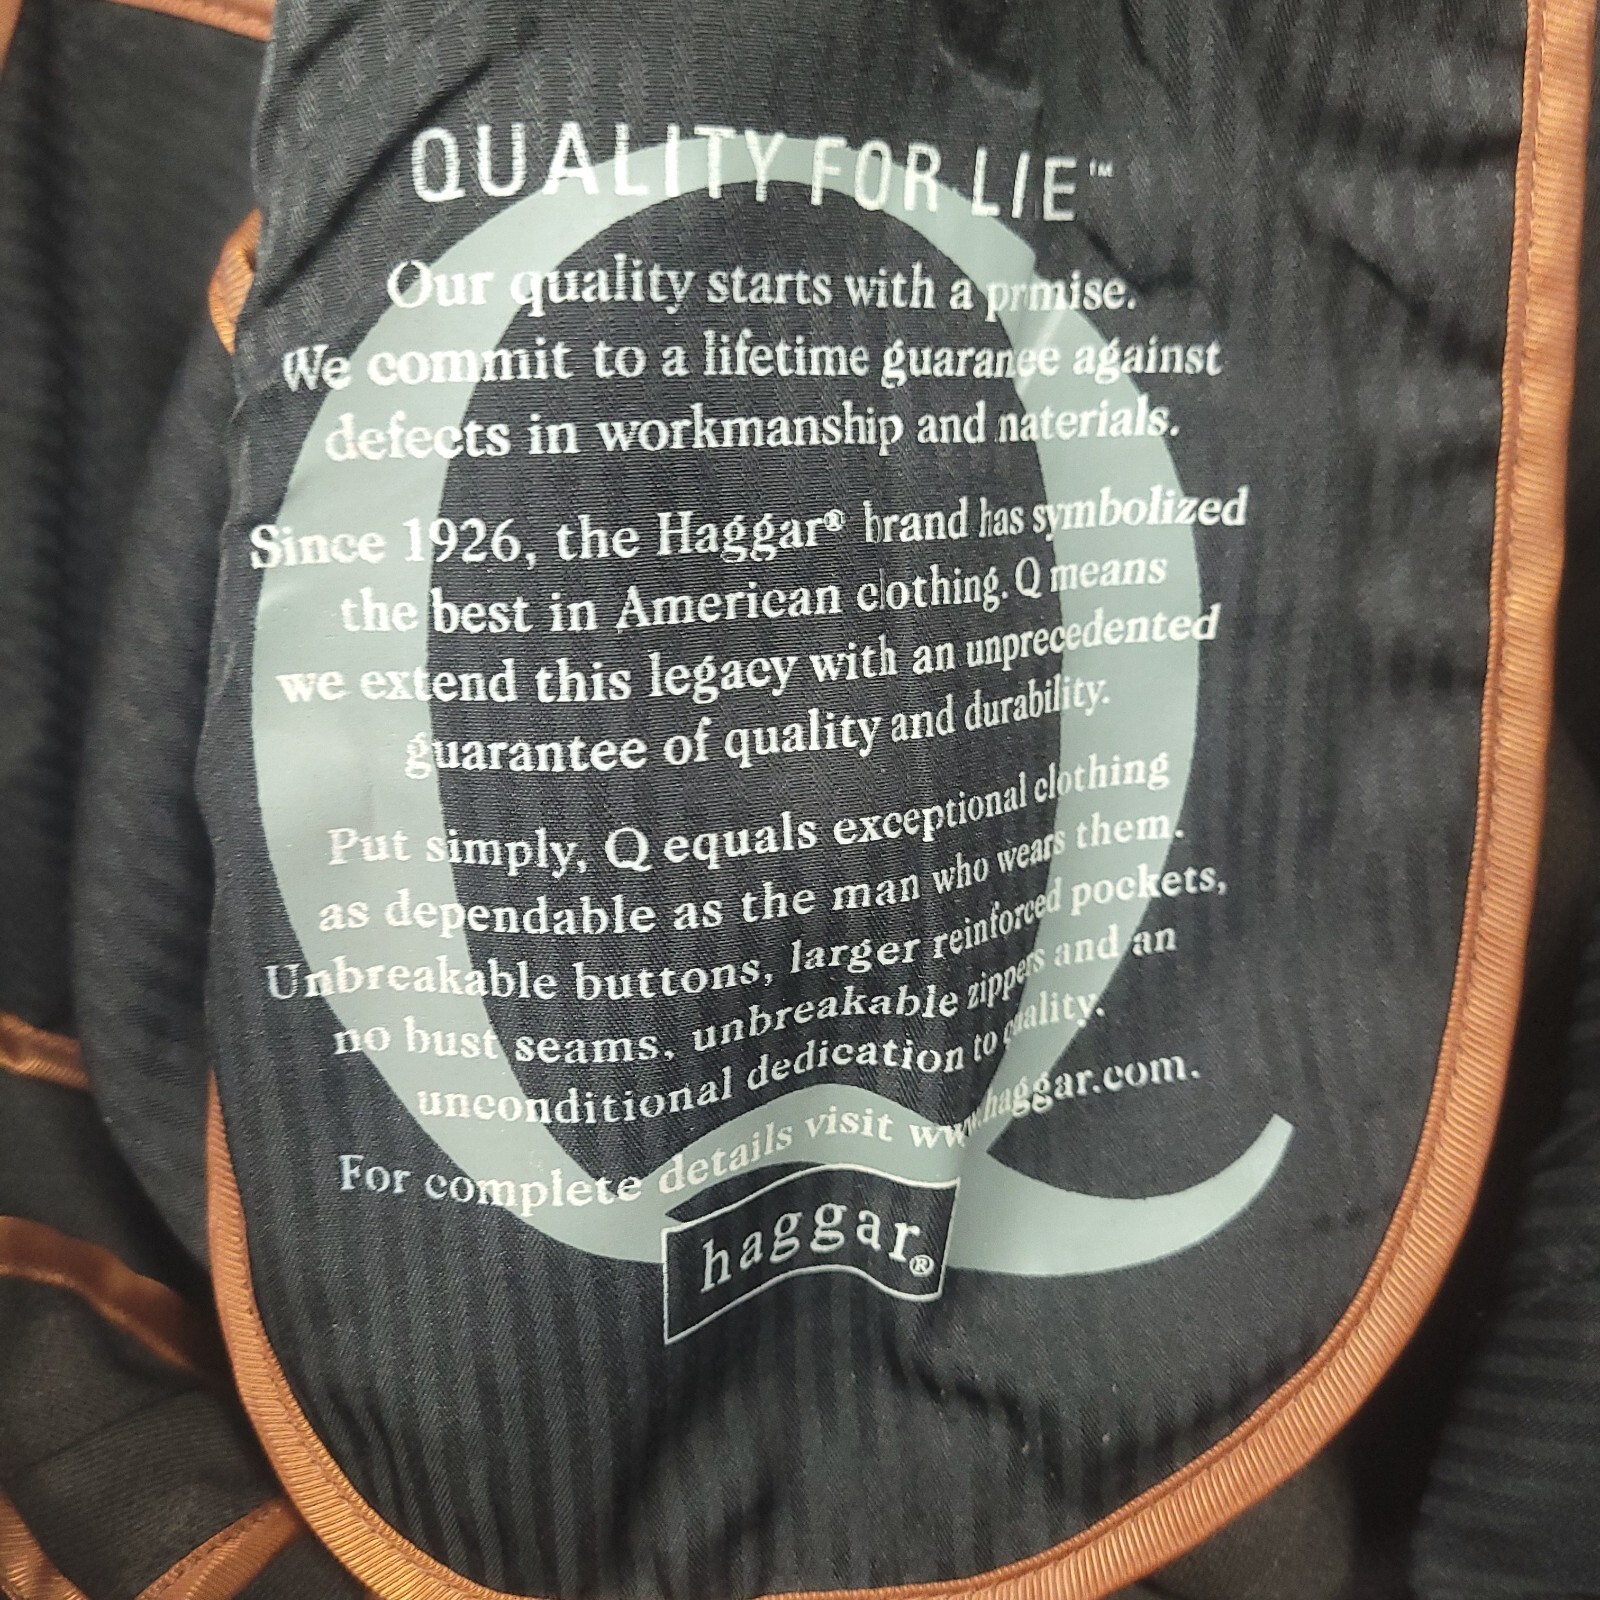 QUALITY FOR LIE™
Our quality starts with a prmise.
We commit to a lifetime guaranee against
defects in workmanship and naterials.
Since 1926, the Haggar® brand has symbolized
the best in American clothing. Q means
we extend this legacy with an unprecedented
guarantee of quality and durability.
Put simply, Q equals exceptional clothing
as dependable as the man who wears them.
Unbreakable buttons, larger reinforced pockets,
no bust seams, unbreakable zippers and an
unconditional dedication to quality.
For complete details visit www.haggar.com.
haggar®